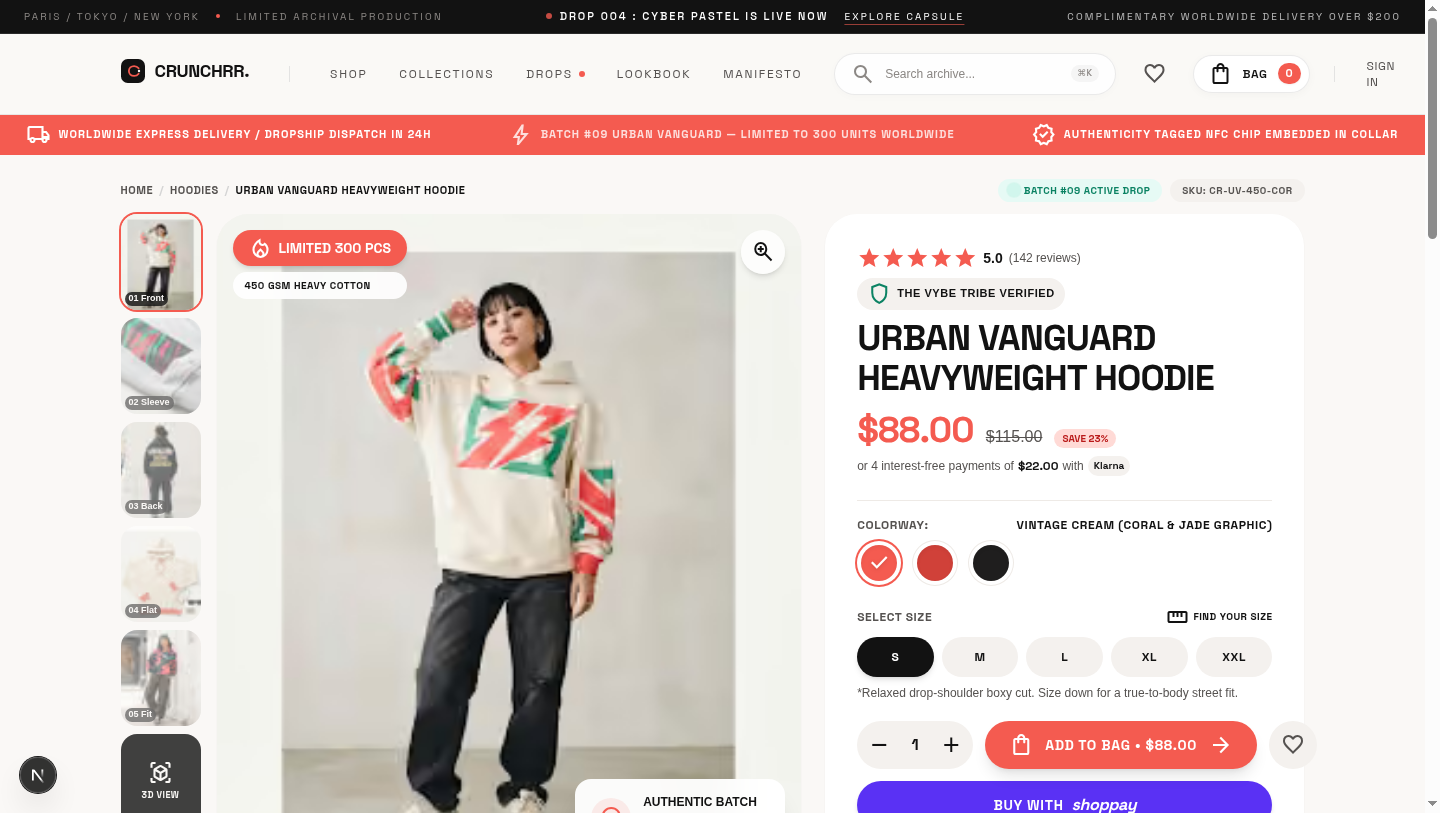 PARIS / TOKYO / NEW YORK • LIMITED ARCHIVAL PRODUCTION
DROP 004 : CYBER PASTEL IS LIVE NOW EXPLORE CAPSULE
COMPLIMENTARY WORLDWIDE DELIVERY OVER $200
CRUNCHRR.
SHOP COLLECTIONS DROPS LOOKBOOK MANIFESTO
Search archive... ⌘K
BAG 0
SIGN
IN
WORLDWIDE EXPRESS DELIVERY / DROPSHIP DISPATCH IN 24H
BATCH #09 URBAN VANGUARD — LIMITED TO 300 UNITS WORLDWIDE
AUTHENTICITY TAGGED NFC CHIP EMBEDDED IN COLLAR
HOME / HOODIES / URBAN VANGUARD HEAVYWEIGHT HOODIE
BATCH #09 ACTIVE DROP
SKU: CR-UV-450-COR
01 Front
02 Sleeve
03 Back
04 Flat
05 Fit
3D VIEW
N
LIMITED 300 PCS
450 GSM HEAVY COTTON
AUTHENTIC BATCH
5.0 (142 reviews)
THE VYBE TRIBE VERIFIED
URBAN VANGUARD
HEAVYWEIGHT HOODIE
$88.00 $115.00 SAVE 23%
or 4 interest-free payments of $22.00 with Klarna
COLORWAY: VINTAGE CREAM (CORAL & JADE GRAPHIC)
SELECT SIZE FIND YOUR SIZE
S M L XL XXL
*Relaxed drop-shoulder boxy cut. Size down for a true-to-body street fit.
1
ADD TO BAG • $88.00
BUY WITH shoppay